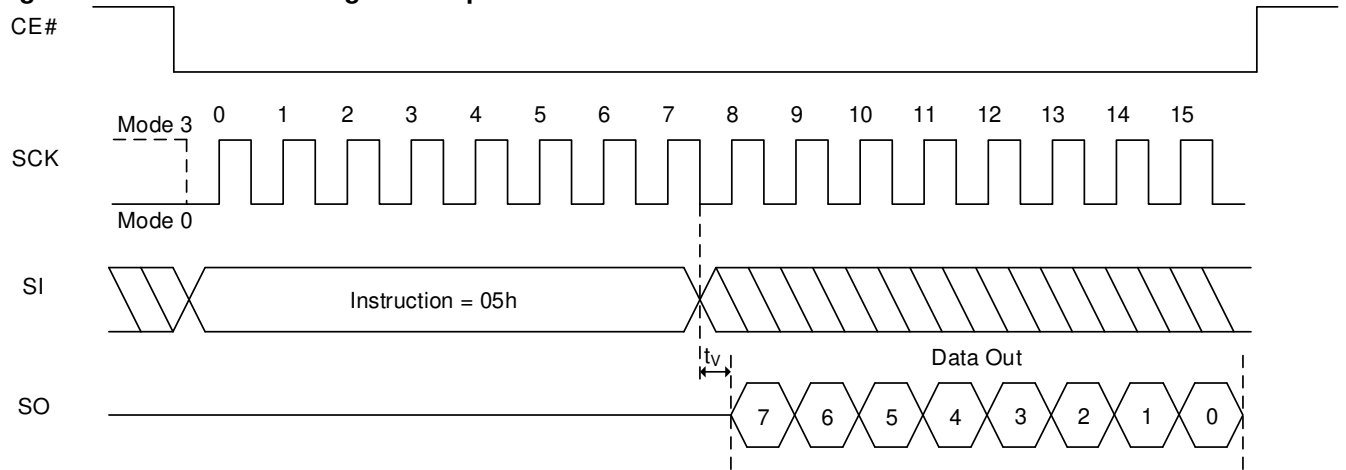 CE#
0 1 2 3 4 5 6 7 8 9 10 11 12 13 14 15
Mode 3
SCK
Mode 0
SI
Instruction = 05h
tV
Data Out
SO
7 6 5 4 3 2 1 0